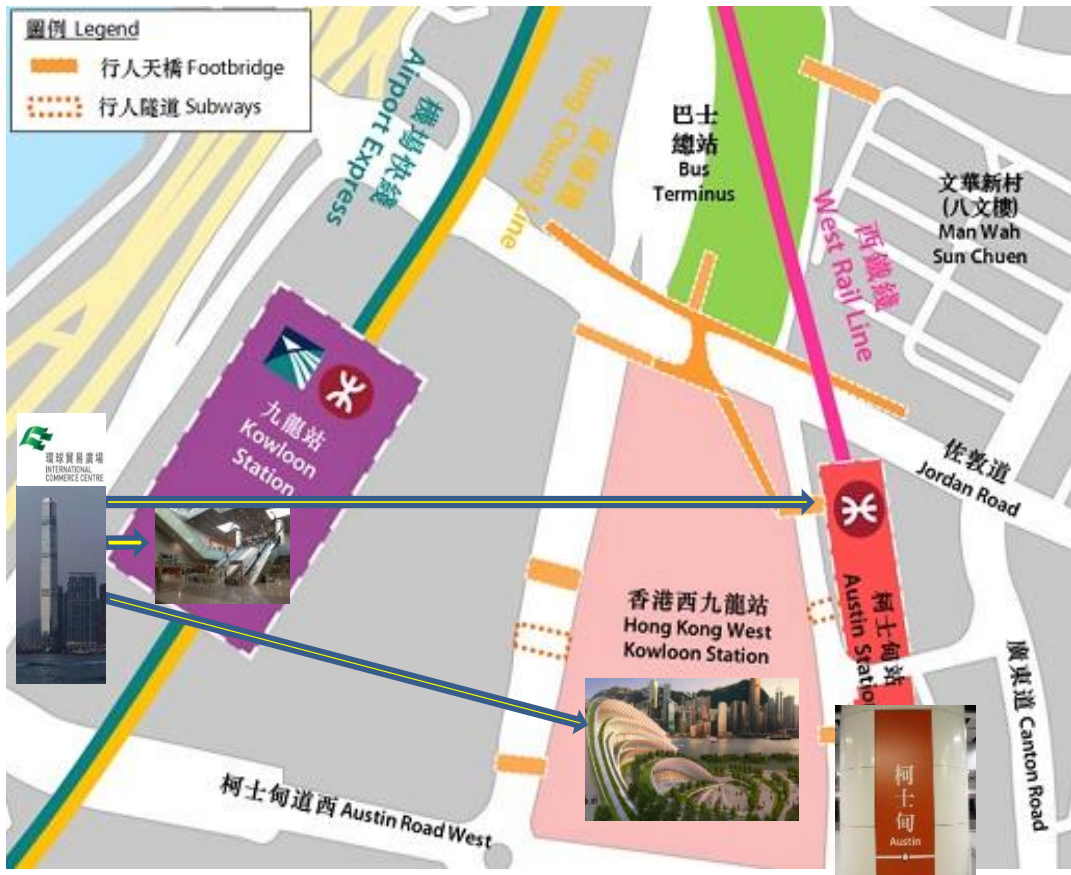 圖例 Legend
行人天橋 Footbridge
行人隧道 Subways
機場快綫
Airport Express
東涌綫
Tung Chung Line
巴士
總站
Bus
Terminus
西鐵綫
West Rail Line
文華新村
(八文樓)
Man Wah
Sun Chuen
九龍站
Kowloon
Station
環球貿易廣場
INTERNATIONAL
COMMERCE CENTRE
佐敦道
Jordan Road
香港西九龍站
Hong Kong West
Kowloon Station
柯士甸站
Austin Station
廣東道 Canton Road
柯士甸道西 Austin Road West
柯士甸
Austin